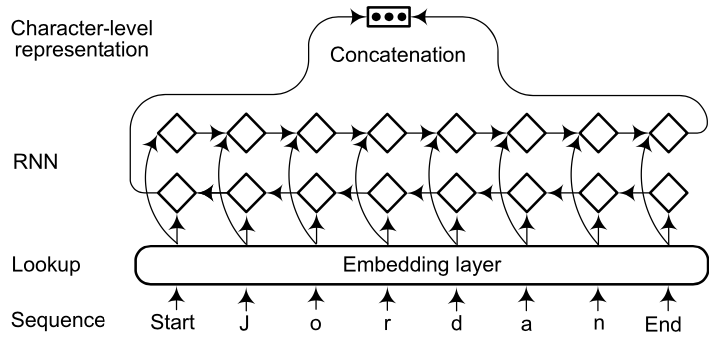 Character-level
representation
Concatenation
RNN
Lookup
Embedding layer
Sequence
Start J o r d a n End